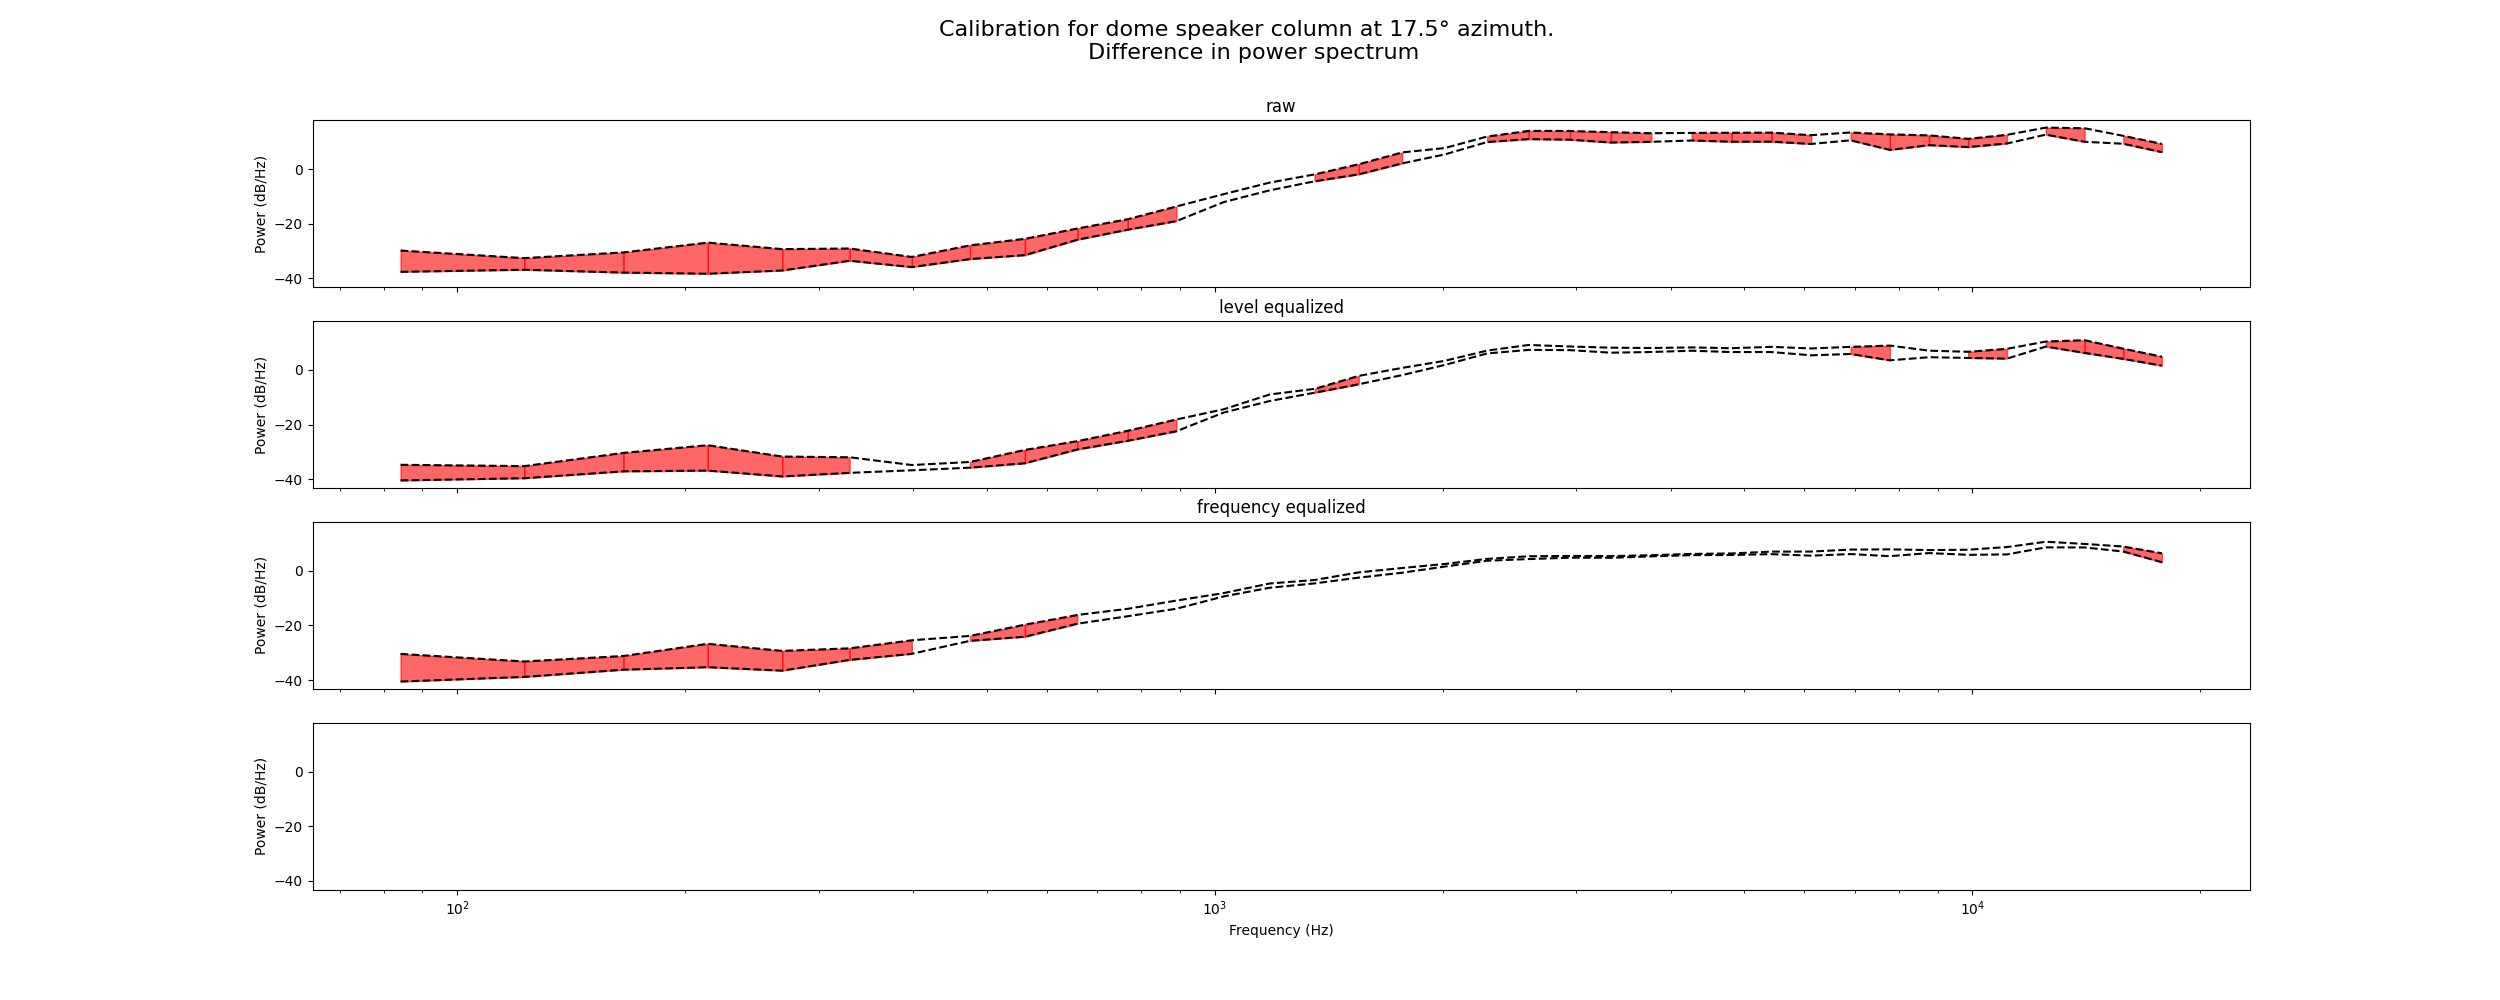 Calibration for dome speaker column at 17.5° azimuth.
Difference in power spectrum
raw
Power (dB/Hz)
0
−20
−40
level equalized
Power (dB/Hz)
0
−20
−40
frequency equalized
Power (dB/Hz)
0
−20
−40
Power (dB/Hz)
0
−20
−40
10² 10³ 10⁴
Frequency (Hz)